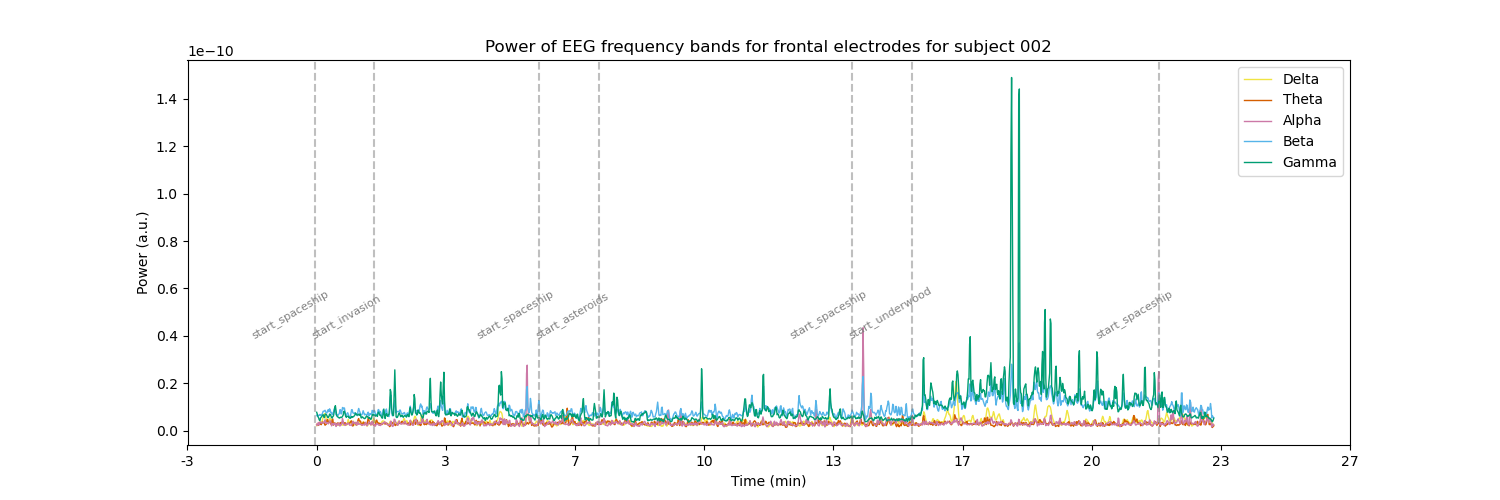 Power of EEG frequency bands for frontal electrodes for subject 002
1e−10
1.4
1.2
1.0
0.8
0.6
0.4
0.2
0.0
Power (a.u.)
Delta
Theta
Alpha
Beta
Gamma
start_spaceship
start_invasion
start_spaceship
start_asteroids
start_spaceship
start_underwood
start_spaceship
-3 0 3 7 10 13 17 20 23 27
Time (min)